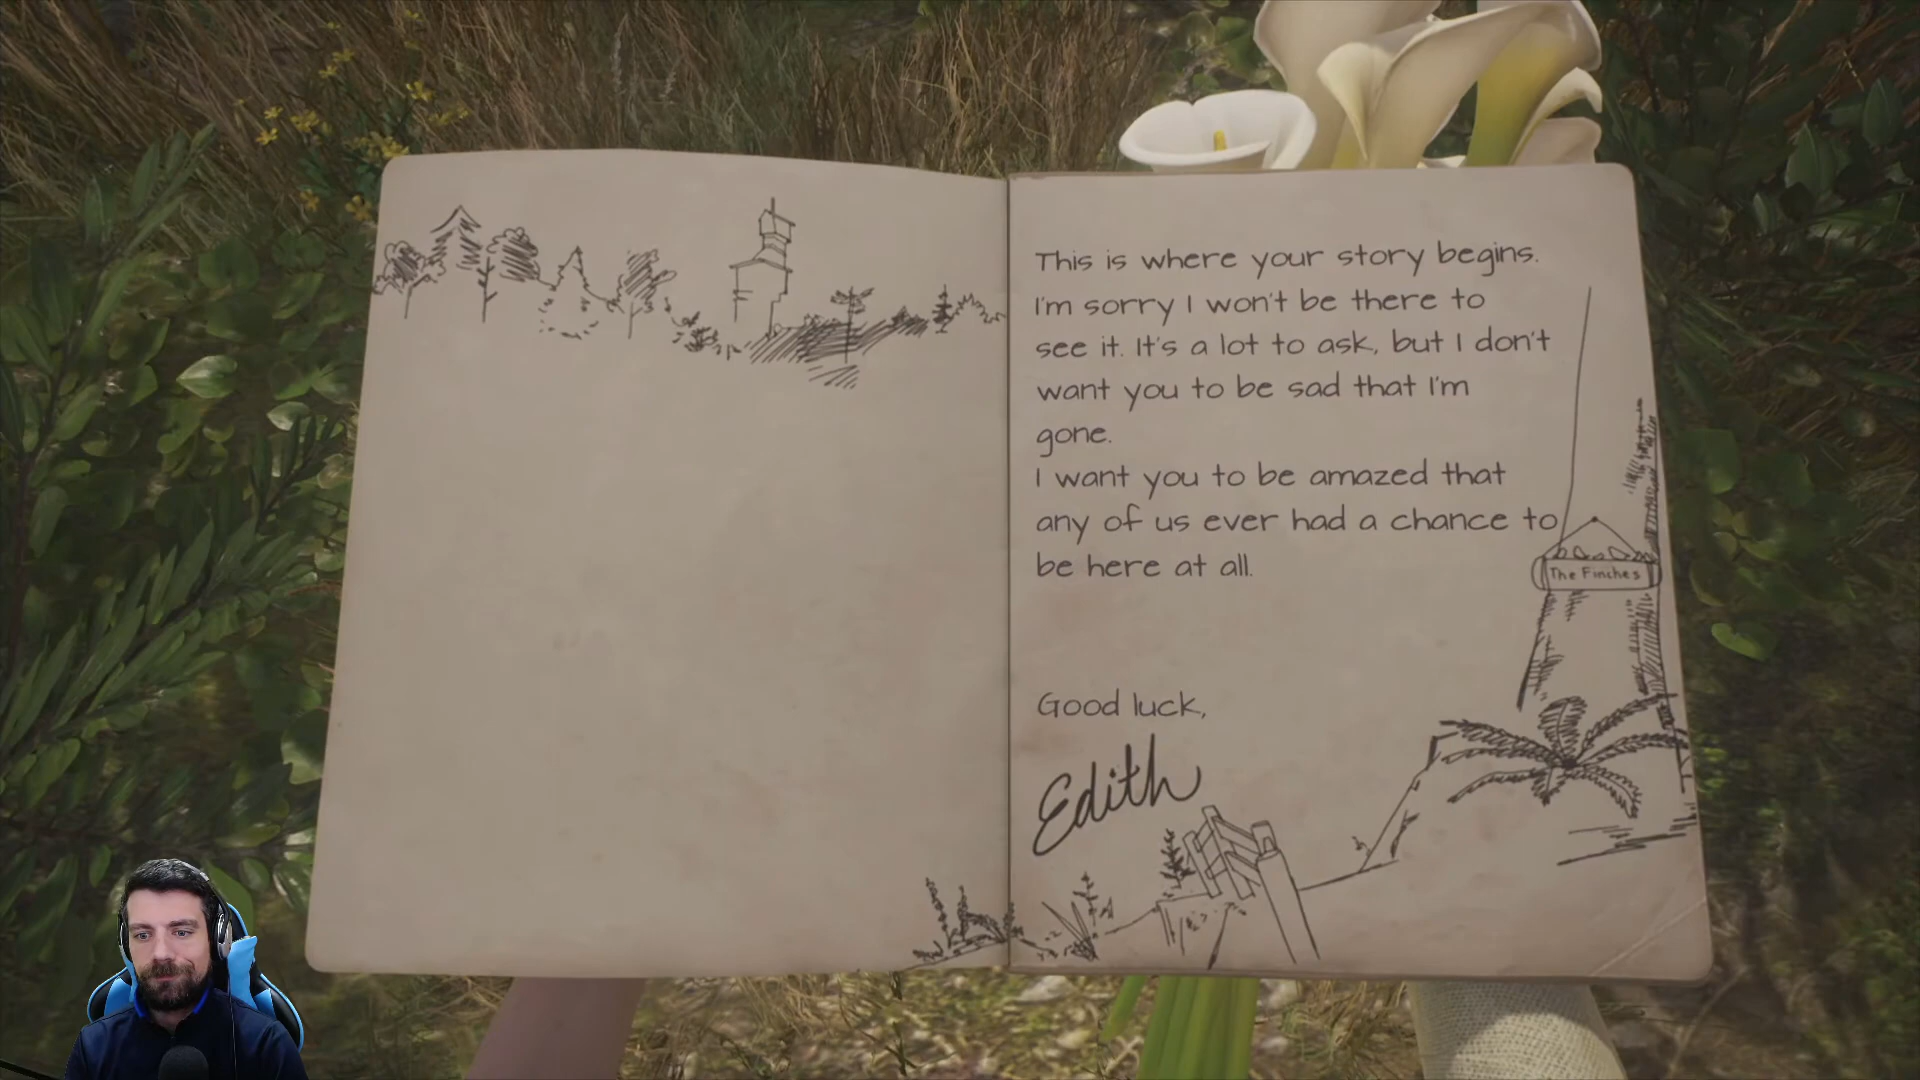 This is where your story begins.
I'm sorry I won't be there to
see it. It's a lot to ask, but I don't
want you to be sad that I'm
gone.
I want you to be amazed that
any of us ever had a chance to
be here at all.
The Finches
Good luck,
Edith